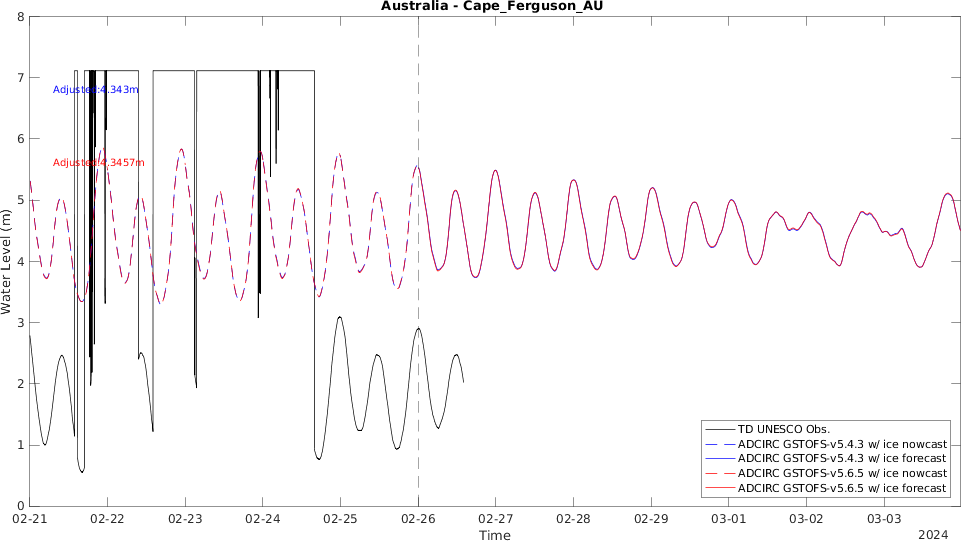 Australia - Cape_Ferguson_AU
8
7
6
5
4
3
2
1
0
Water Level (m)
Adjusted:4.343m
Adjusted:4.3457m
TD UNESCO Obs.
ADCIRC GSTOFS-v5.4.3 w/ ice nowcast
ADCIRC GSTOFS-v5.4.3 w/ ice forecast
ADCIRC GSTOFS-v5.6.5 w/ ice nowcast
ADCIRC GSTOFS-v5.6.5 w/ ice forecast
02-21 02-22 02-23 02-24 02-25 02-26 02-27 02-28 02-29 03-01 03-02 03-03
Time
2024